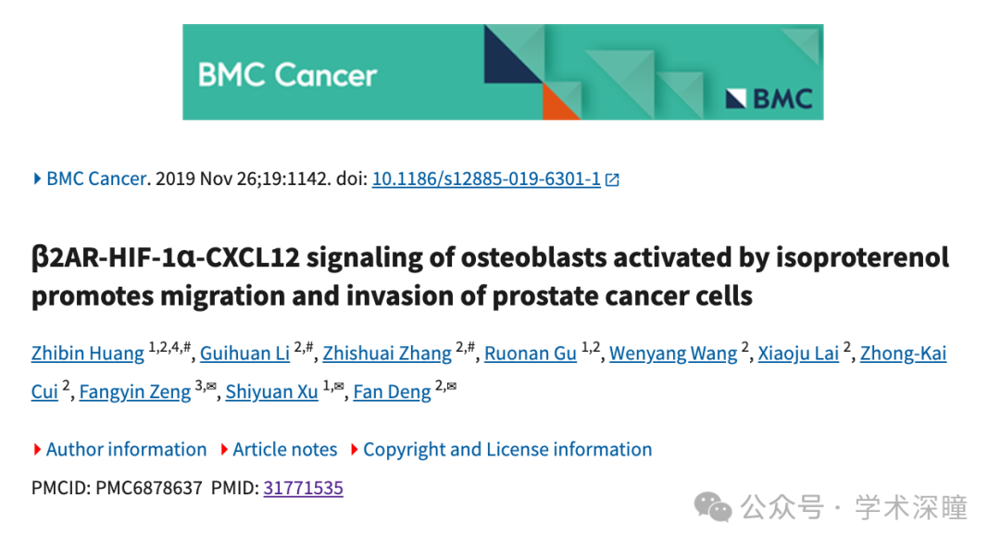 BMC Cancer
BMC
BMC Cancer. 2019 Nov 26;19:1142. doi: 10.1186/s12885-019-6301-1
β2AR-HIF-1α-CXCL12 signaling of osteoblasts activated by isoproterenol
promotes migration and invasion of prostate cancer cells
Zhibin Huang 1,2,4,#, Guihuan Li 2,#, Zhishuai Zhang 2,#, Ruonan Gu 1,2, Wenyang Wang 2, Xiaoju Lai 2, Zhong-Kai
Cui 2, Fangyin Zeng 3,✉, Shiyuan Xu 1,✉, Fan Deng 2,✉
Author information Article notes Copyright and License information
PMCID: PMC6878637 PMID: 31771535
公众号 · 学术深瞳